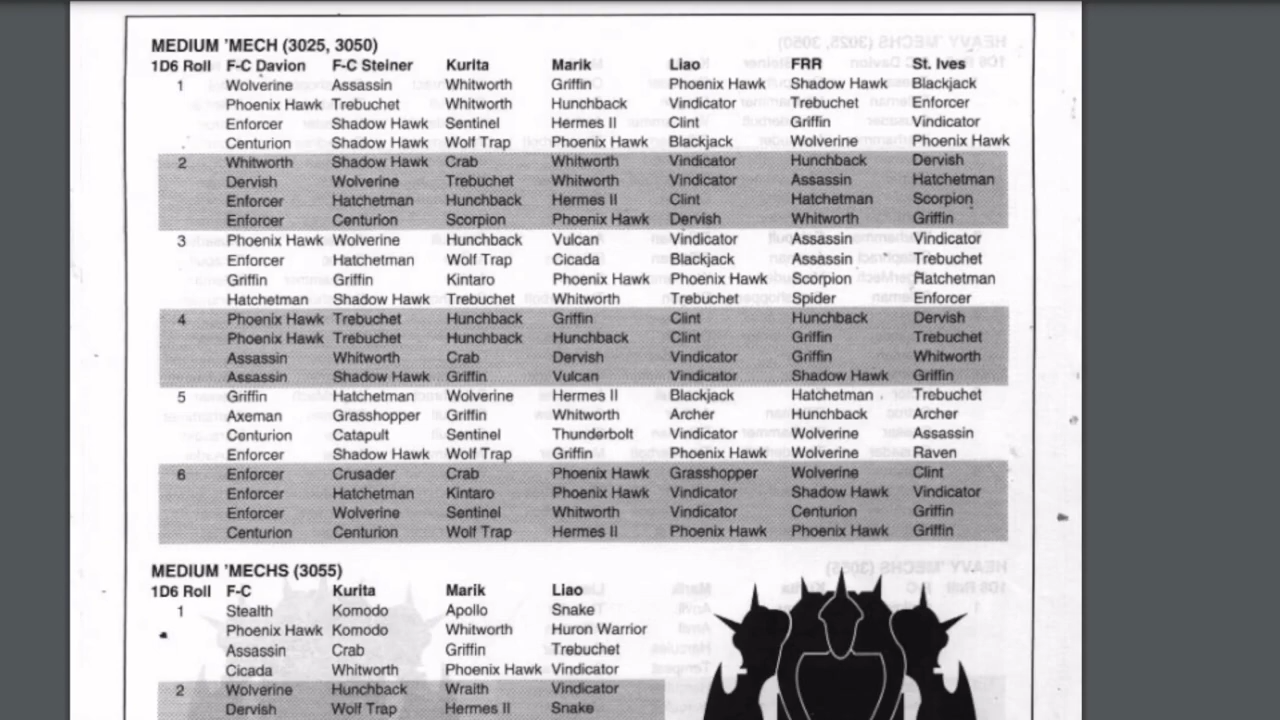 MEDIUM 'MECH (3025, 3050)
1D6 Roll F-C Davion F-C Steiner Kurita Marik Liao FRR St. Ives
1 Wolverine Assassin Whitworth Griffin Phoenix Hawk Shadow Hawk Blackjack
Phoenix Hawk Trebuchet Whitworth Hunchback Vindicator Trebuchet Enforcer
Enforcer Shadow Hawk Sentinel Hermes II Clint Griffin Vindicator
Centurion Shadow Hawk Wolf Trap Phoenix Hawk Blackjack Wolverine Phoenix Hawk
2 Whitworth Shadow Hawk Crab Whitworth Vindicator Hunchback Dervish
Dervish Wolverine Trebuchet Whitworth Vindicator Assassin Hatchetman
Enforcer Hatchetman Hunchback Hermes II Clint Hatchetman Scorpion
Enforcer Centurion Scorpion Phoenix Hawk Dervish Whitworth Griffin
3 Phoenix Hawk Wolverine Hunchback Vulcan Vindicator Assassin Vindicator
Enforcer Hatchetman Wolf Trap Cicada Blackjack Assassin Trebuchet
Griffin Griffin Kintaro Phoenix Hawk Phoenix Hawk Scorpion Hatchetman
Hatchetman Shadow Hawk Trebuchet Whitworth Trebuchet Spider Enforcer
4 Phoenix Hawk Trebuchet Hunchback Griffin Clint Hunchback Dervish
Phoenix Hawk Trebuchet Hunchback Hunchback Clint Griffin Trebuchet
Assassin Whitworth Crab Dervish Vindicator Griffin Whitworth
Assassin Shadow Hawk Griffin Vulcan Vindicator Shadow Hawk Griffin
5 Griffin Hatchetman Wolverine Hermes II Blackjack Hatchetman Trebuchet
Axeman Grasshopper Griffin Whitworth Archer Hunchback Archer
Centurion Catapult Sentinel Thunderbolt Vindicator Wolverine Assassin
Enforcer Shadow Hawk Wolf Trap Griffin Phoenix Hawk Wolverine Raven
6 Enforcer Crusader Crab Phoenix Hawk Grasshopper Wolverine Clint
Enforcer Hatchetman Kintaro Phoenix Hawk Vindicator Shadow Hawk Vindicator
Enforcer Wolverine Sentinel Whitworth Vindicator Centurion Griffin
Centurion Centurion Wolf Trap Hermes II Phoenix Hawk Phoenix Hawk Griffin
MEDIUM 'MECHS (3055)
1D6 Roll F-C Kurita Marik Liao
1 Stealth Komodo Apollo Snake
Phoenix Hawk Komodo Whitworth Huron Warrior
Assassin Crab Griffin Trebuchet
Cicada Whitworth Phoenix Hawk Vindicator
2 Wolverine Hunchback Wraith Vindicator
Dervish Wolf Trap Hermes II Snake